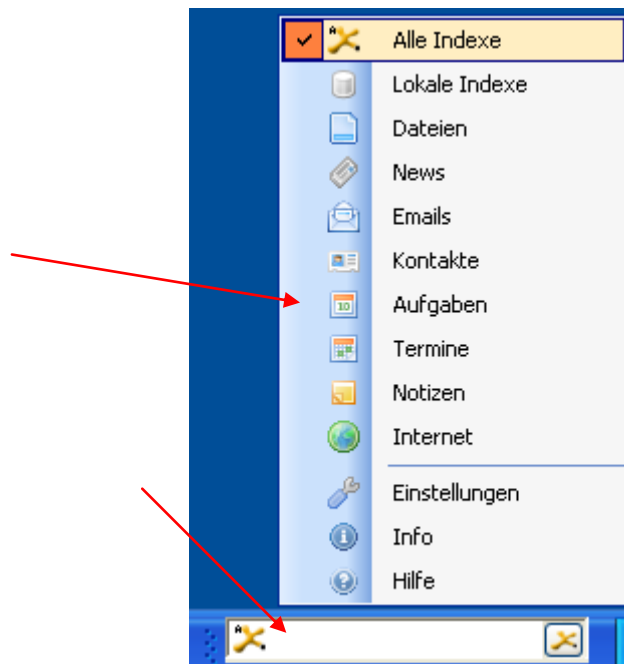 Alle Indexe
Lokale Indexe
Dateien
News
Emails
Kontakte
Aufgaben
Termine
Notizen
Internet
Einstellungen
Info
Hilfe